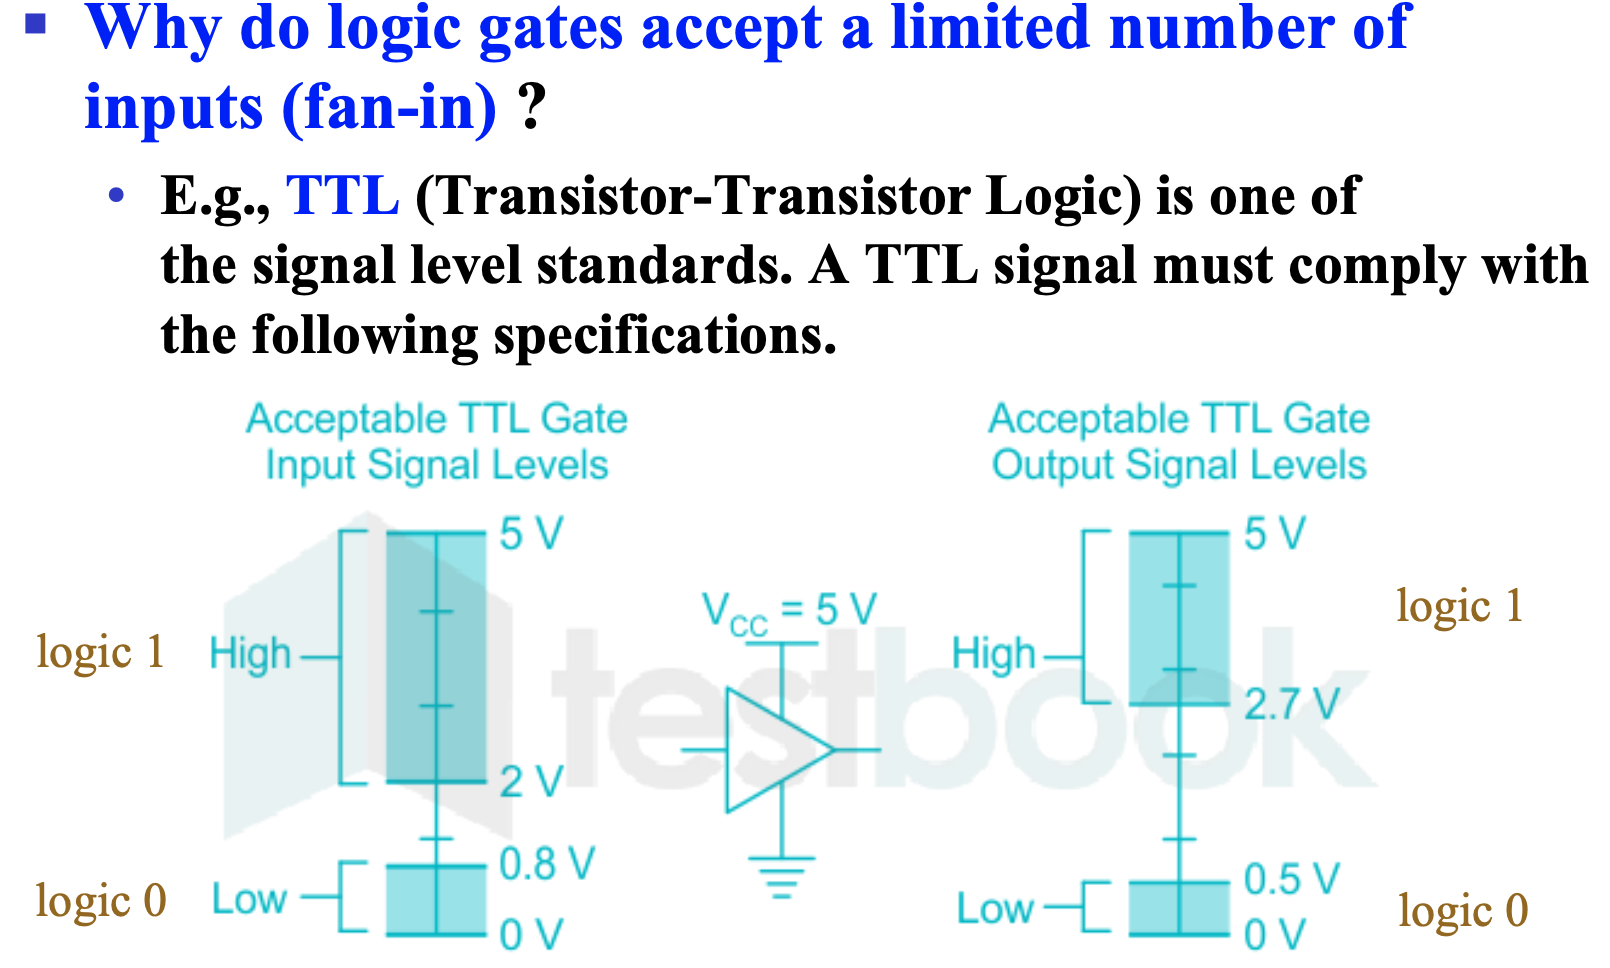 ▪ Why do logic gates accept a limited number of
inputs (fan-in) ?
• E.g., TTL (Transistor-Transistor Logic) is one of
the signal level standards. A TTL signal must comply with
the following specifications.
Acceptable TTL Gate
Input Signal Levels
5 V
logic 1 High
2 V
0.8 V
logic 0 Low
0 V
VCC = 5 V
Acceptable TTL Gate
Output Signal Levels
5 V
High logic 1
2.7 V
0.5 V
Low logic 0
0 V
testbook